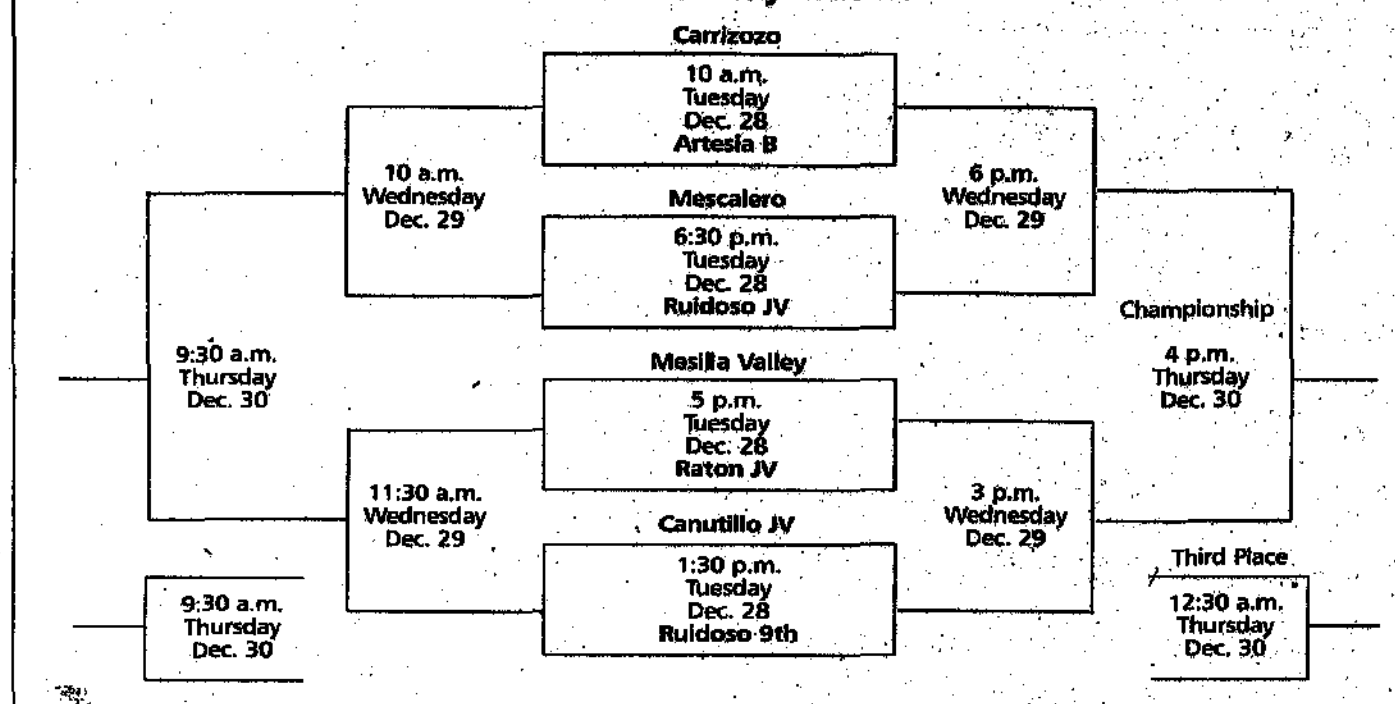 Carrizozo
10 a.m.
Tuesday
Dec. 28
Artesia B
10 a.m.
Wednesday
Dec. 29
6 p.m.
Wednesday
Dec. 29
Mescalero
6:30 p.m.
Tuesday
Dec. 28
Ruidoso JV
Championship
4 p.m.
Thursday
Dec. 30
9:30 a.m.
Thursday
Dec. 30
Mesilla Valley
5 p.m.
Tuesday
Dec. 28
Raton JV
11:30 a.m.
Wednesday
Dec. 29
3 p.m.
Wednesday
Dec. 29
Canutillo JV
1:30 p.m.
Tuesday
Dec. 28
Ruidoso 9th
9:30 a.m.
Thursday
Dec. 30
Third Place
12:30 a.m.
Thursday
Dec. 30